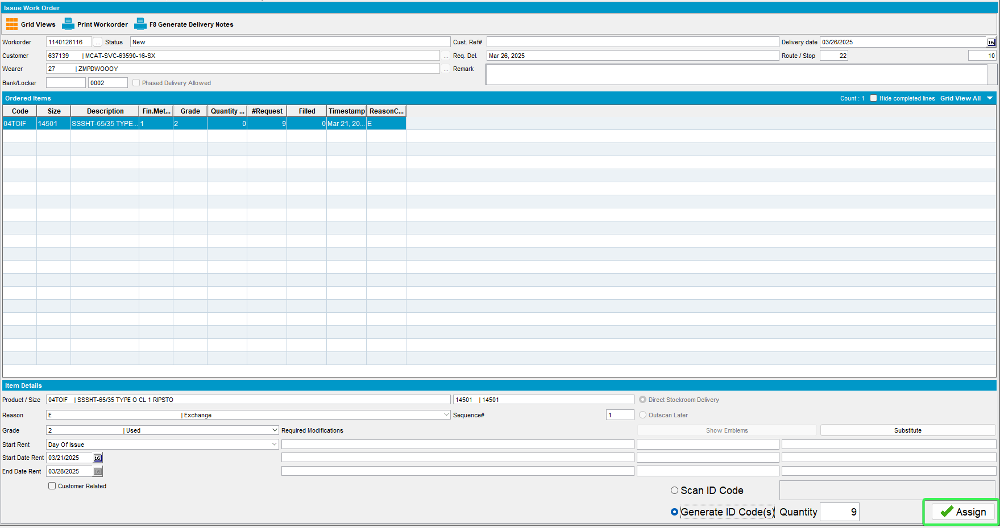 Issue Work Order
Grid Views Print Workorder F8 Generate Delivery Notes
Workorder 1140126116 ... Status New Cust. Ref# Delivery date 03/26/2025 16
Customer 637139 | MCAT-SVC-63590-16-SX ... Req. Del. Mar 26, 2025 Route / Stop 22 10
Wearer 27 | ZMPDWOOOY ... Remark
Bank/Locker 0002 Phased Delivery Allowed
Ordered Items Count : 1 Hide completed lines Grid View All
Code Size Description Fin.Met... Grade Quantity ... #Request Filled Timestamp ReasonC...
04TOIF 14501 SSSHT-65/35 TYPE... 1 2 0 9 0 Mar 21, 20... E
Item Details
Product / Size 04TOIF | SSSHT-65/35 TYPE O CL 1 RIPSTO 14501 | 14501 Direct Stockroom Delivery
Reason E | Exchange Sequence# 1 Outscan Later
Grade 2 | Used Required Modifications Show Emblems Substitute
Start Rent Day Of Issue
Start Date Rent 03/21/2025 16
End Date Rent 03/28/2025 16
Customer Related
Scan ID Code
Generate ID Code(s) Quantity 9 Assign